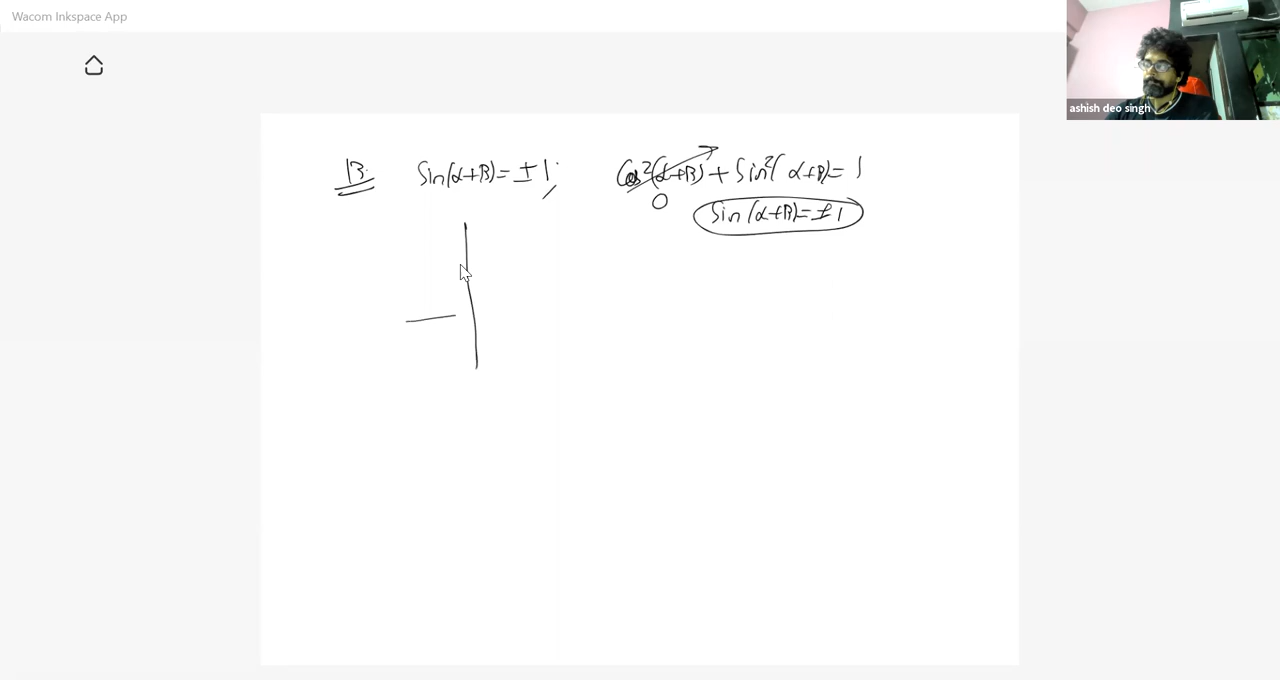 Wacom Inkspace App
ashish deo singh
13. Sin(α+β)=±1; Cos²(α+β)+Sin²(α+β)=1
0
Sin(α+β)=±1